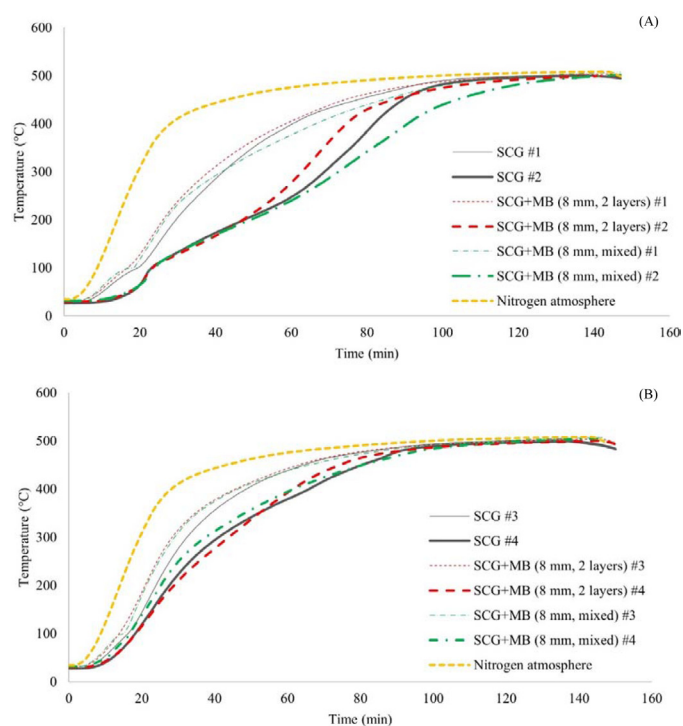 (A)
600
500
400
300
200
100
0
Temperature (°C)
SCG #1
SCG #2
SCG+MB (8 mm, 2 layers) #1
SCG+MB (8 mm, 2 layers) #2
SCG+MB (8 mm, mixed) #1
SCG+MB (8 mm, mixed) #2
Nitrogen atmosphere
0 20 40 60 80 100 120 140 160
Time (min)
(B)
600
500
400
300
200
100
0
Temperature (°C)
SCG #3
SCG #4
SCG+MB (8 mm, 2 layers) #3
SCG+MB (8 mm, 2 layers) #4
SCG+MB (8 mm, mixed) #3
SCG+MB (8 mm, mixed) #4
Nitrogen atmosphere
0 20 40 60 80 100 120 140 160
Time (min)